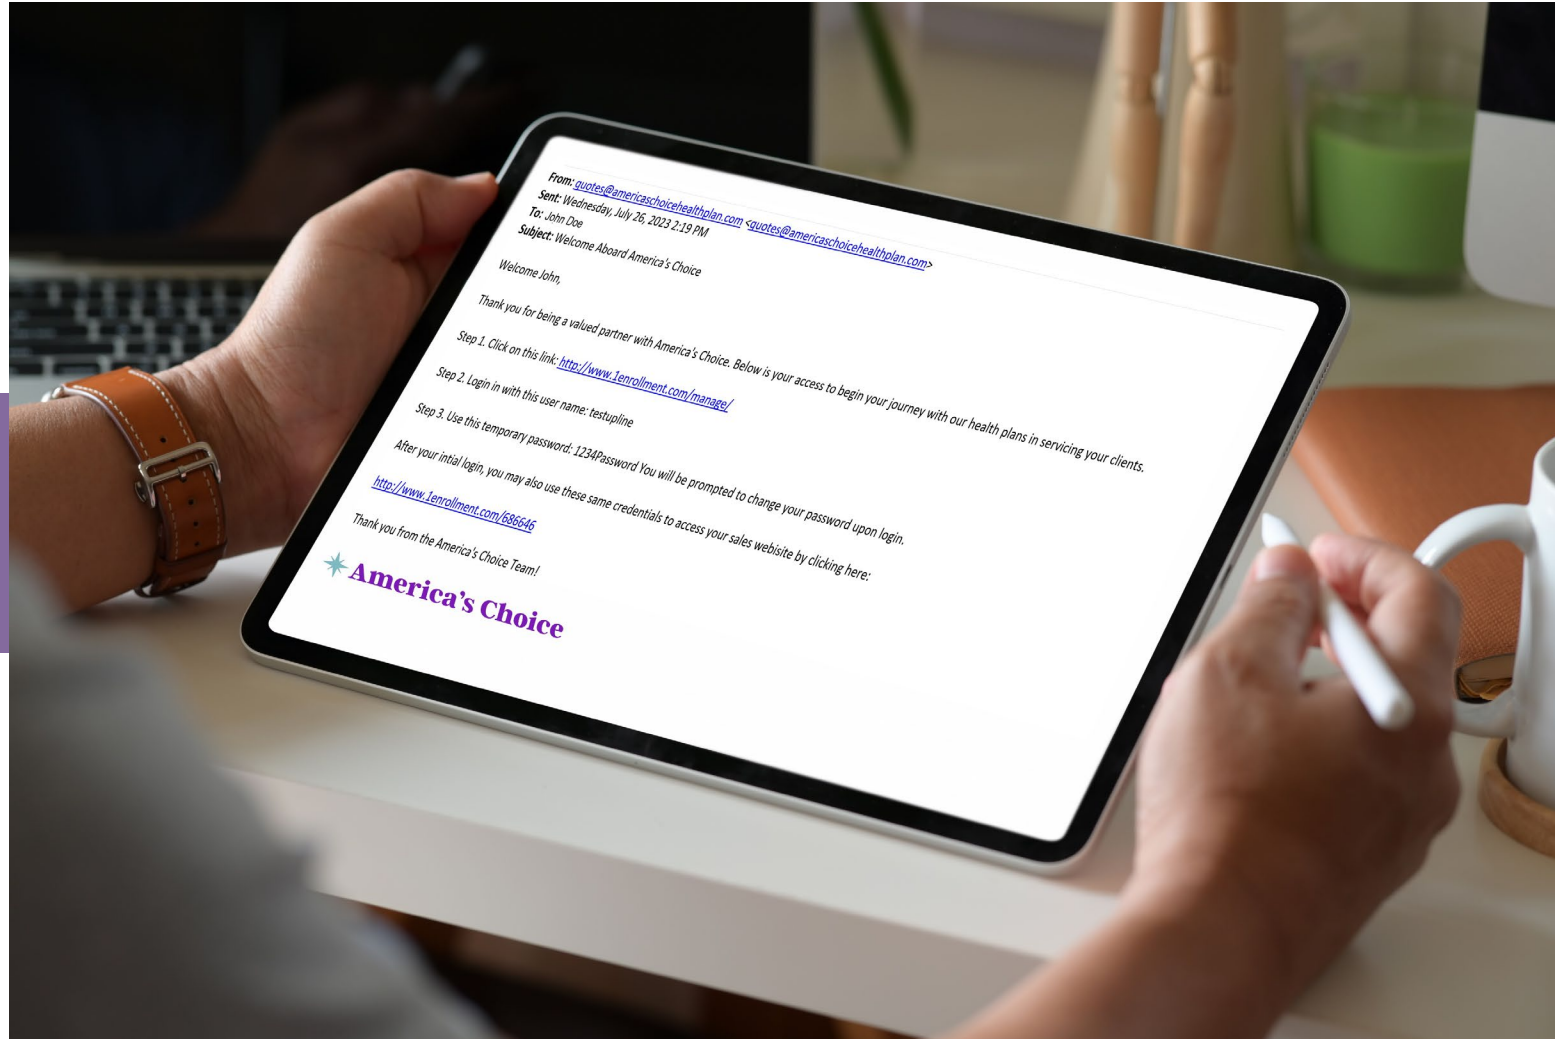 From: quotes@americaschoicehealthplan.com <quotes@americaschoicehealthplan.com>
Sent: Wednesday, July 26, 2023 2:19 PM
To: John Doe
Subject: Welcome Aboard America's Choice
Welcome John,
Thank you for being a valued partner with America's Choice. Below is your access to begin your journey with our health plans in servicing your clients.
Step 1. Click on this link: http://www.1enrollment.com/manage/
Step 2. Login in with this user name: testupline
Step 3. Use this temporary password: 1234Password You will be prompted to change your password upon login.
After your intial login, you may also use these same credentials to access your sales webisite by clicking here:
http://www.1enrollment.com/686646
Thank you from the America's Choice Team!
America's Choice